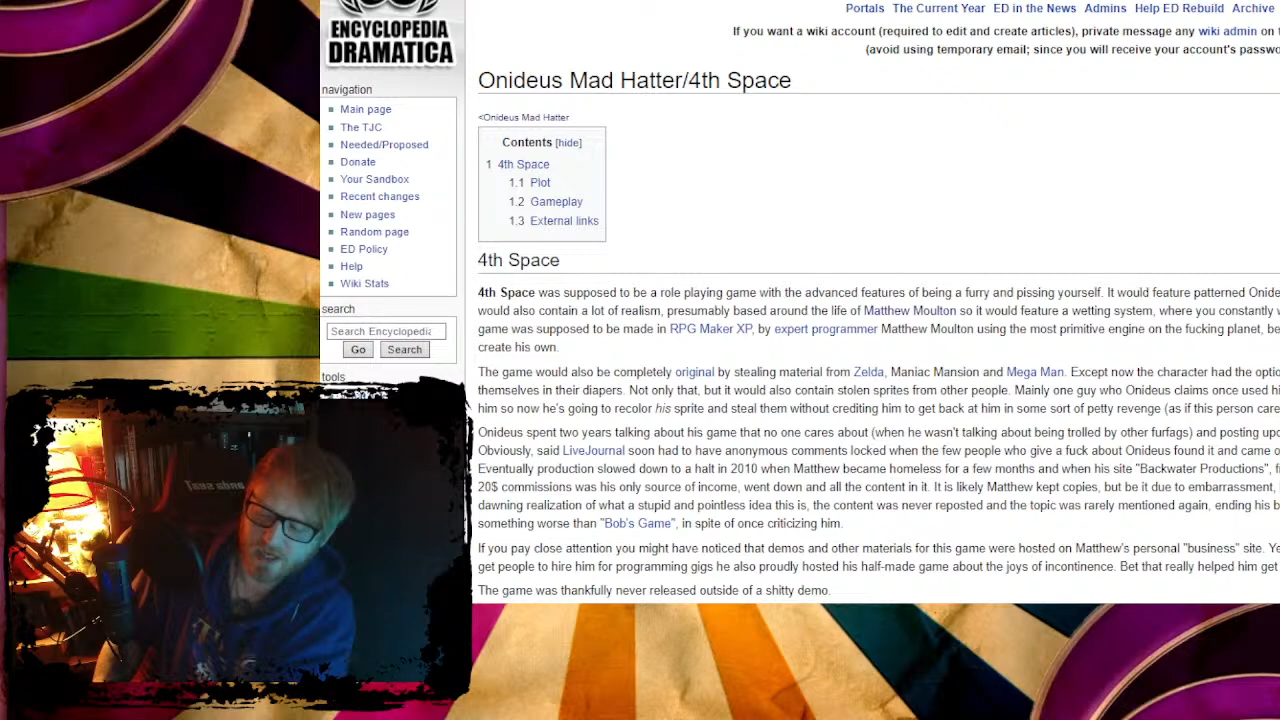 ENCYCLOPEDIA
DRAMATICA
navigation
Main page
The TJC
Needed/Proposed
Donate
Your Sandbox
Recent changes
New pages
Random page
ED Policy
Help
Wiki Stats
search
Search Encyclopedia
Go Search
tools
Portals The Current Year ED in the News Admins Help ED Rebuild Archive
If you want a wiki account (required to edit and create articles), private message any wiki admin on
(avoid using temporary email; since you will receive your account's
Onideus Mad Hatter/4th Space
<Onideus Mad Hatter
Contents [hide]
1 4th Space
1.1 Plot
1.2 Gameplay
1.3 External links
4th Space
4th Space was supposed to be a role playing game with the advanced features of being a furry and pissing yourself. It would feature patterned
would also contain a lot of realism, presumably based around the life of Matthew Moulton so it would feature a wetting system, where you constantly
game was supposed to be made in RPG Maker XP, by expert programmer Matthew Moulton using the most primitive engine on the fucking planet,
create his own.
The game would also be completely original by stealing material from Zelda, Maniac Mansion and Mega Man. Except now the character had the
themselves in their diapers. Not only that, but it would also contain stolen sprites from other people. Mainly one guy who Onideus claims once used
him so now he's going to recolor his sprite and steal them without crediting him to get back at him in some sort of petty revenge (as if this person
Onideus spent two years talking about his game that no one cares about (when he wasn't talking about being trolled by other furfags) and posting
Obviously, said LiveJournal soon had to have anonymous comments locked when the few people who give a fuck about Onideus found it and came
Eventually production slowed down to a halt in 2010 when Matthew became homeless for a few months and when his site "Backwater Productions",
20$ commissions was his only source of income, went down and all the content in it. It is likely Matthew kept copies, but be it due to embarrassment,
dawning realization of what a stupid and pointless idea this is, the content was never reposted and the topic was rarely mentioned again, ending his
something worse than "Bob's Game", in spite of once criticizing him.
If you pay close attention you might have noticed that demos and other materials for this game were hosted on Matthew's personal "business" site.
get people to hire him for programming gigs he also proudly hosted his half-made game about the joys of incontinence. Bet that really helped him get
The game was thankfully never released outside of a shitty demo.